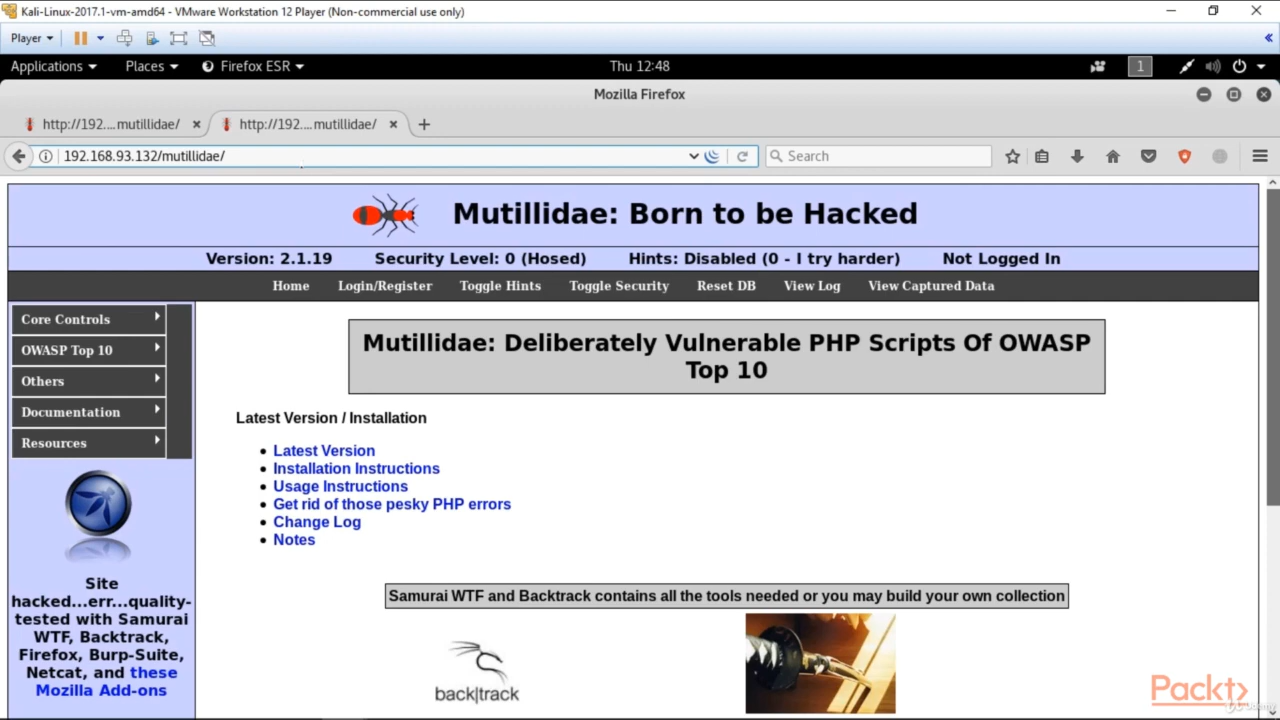 Kali-Linux-2017.1-vm-amd64 - VMware Workstation 12 Player (Non-commercial use only)
Player
Applications Places Firefox ESR Thu 12:48 1
Mozilla Firefox
http://192....mutillidae/ http://192....mutillidae/
192.168.93.132/mutillidae/ Search
Mutillidae: Born to be Hacked
Version: 2.1.19 Security Level: 0 (Hosed) Hints: Disabled (0 - I try harder) Not Logged In
Home Login/Register Toggle Hints Toggle Security Reset DB View Log View Captured Data
Core Controls
OWASP Top 10
Others
Documentation
Resources
Site
hacked...err...quality-
tested with Samurai
WTF, Backtrack,
Firefox, Burp-Suite,
Netcat, and these
Mozilla Add-ons
Mutillidae: Deliberately Vulnerable PHP Scripts Of OWASP
Top 10
Latest Version / Installation
• Latest Version
• Installation Instructions
• Usage Instructions
• Get rid of those pesky PHP errors
• Change Log
• Notes
Samurai WTF and Backtrack contains all the tools needed or you may build your own collection
back|track
Packt>
Udemy